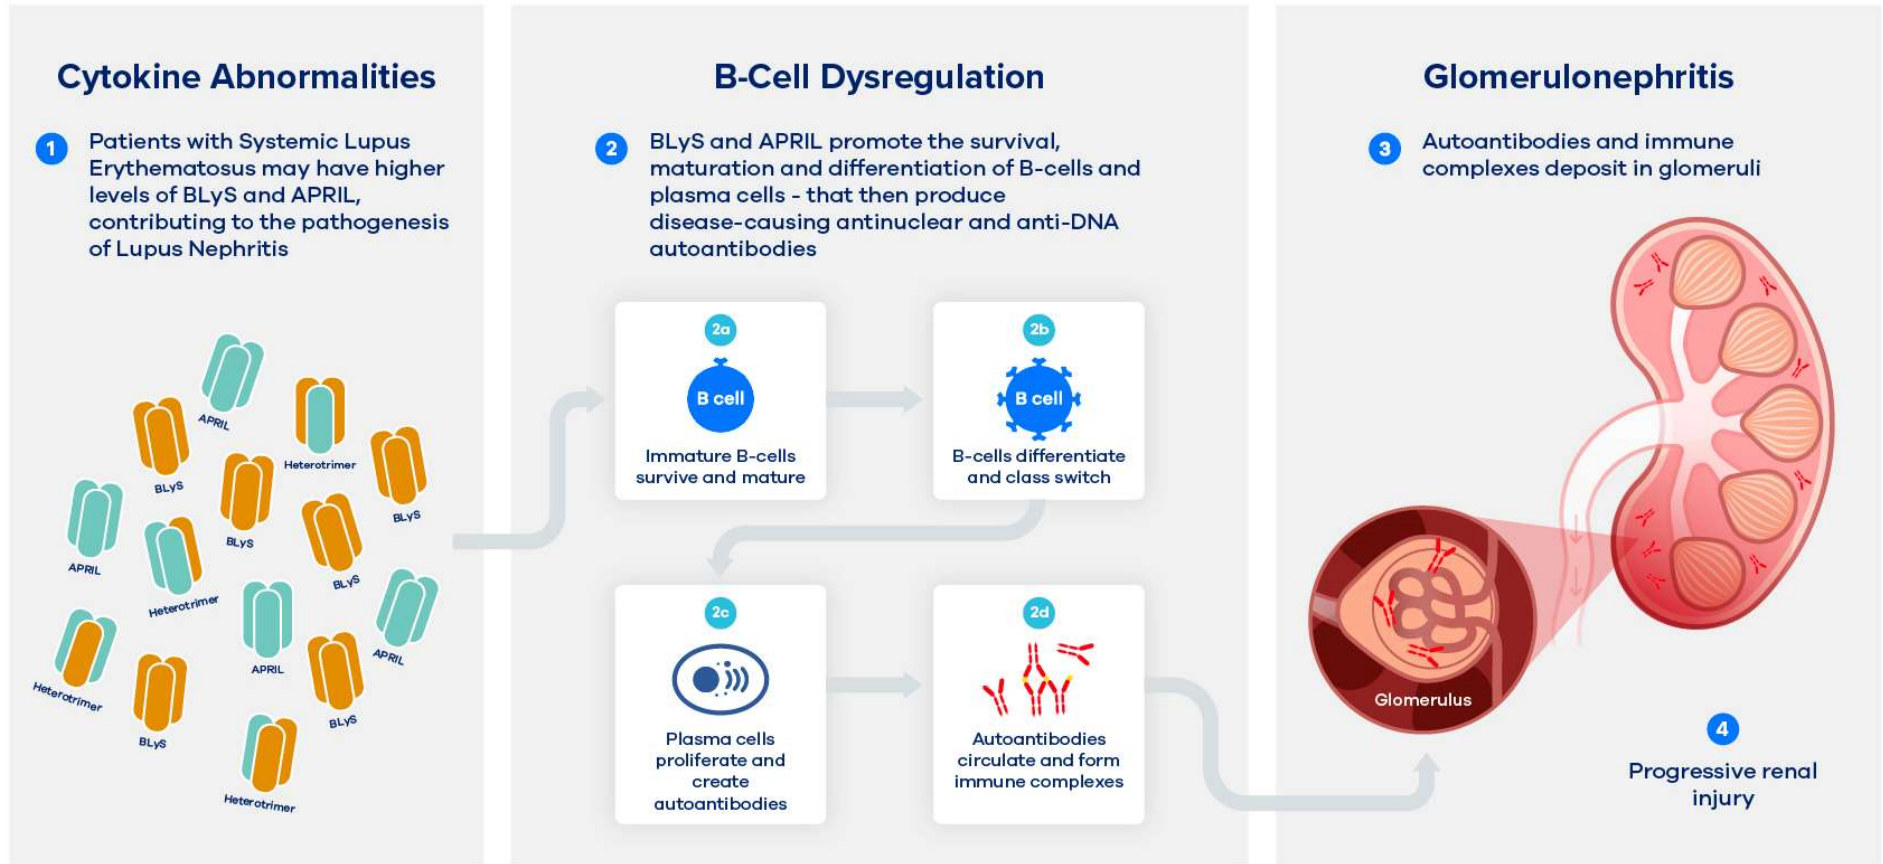 Cytokine Abnormalities
1
Patients with Systemic Lupus
Erythematosus may have higher
levels of BLyS and APRIL,
contributing to the pathogenesis
of Lupus Nephritis
APRIL
Heterotrimer
BLyS
BLyS
BLyS
APRIL
BLyS
Heterotrimer
APRIL
APRIL
Heterotrimer
BLyS
BLyS
Heterotrimer
B-Cell Dysregulation
2
BLyS and APRIL promote the survival,
maturation and differentiation of B-cells and
plasma cells - that then produce
disease-causing antinuclear and anti-DNA
autoantibodies
2a
B cell
Immature B-cells
survive and mature
2b
B cell
B-cells differentiate
and class switch
2c
Plasma cells
proliferate and
create
autoantibodies
2d
Autoantibodies
circulate and form
immune complexes
Glomerulonephritis
3
Autoantibodies and immune
complexes deposit in glomeruli
Glomerulus
4
Progressive renal
injury